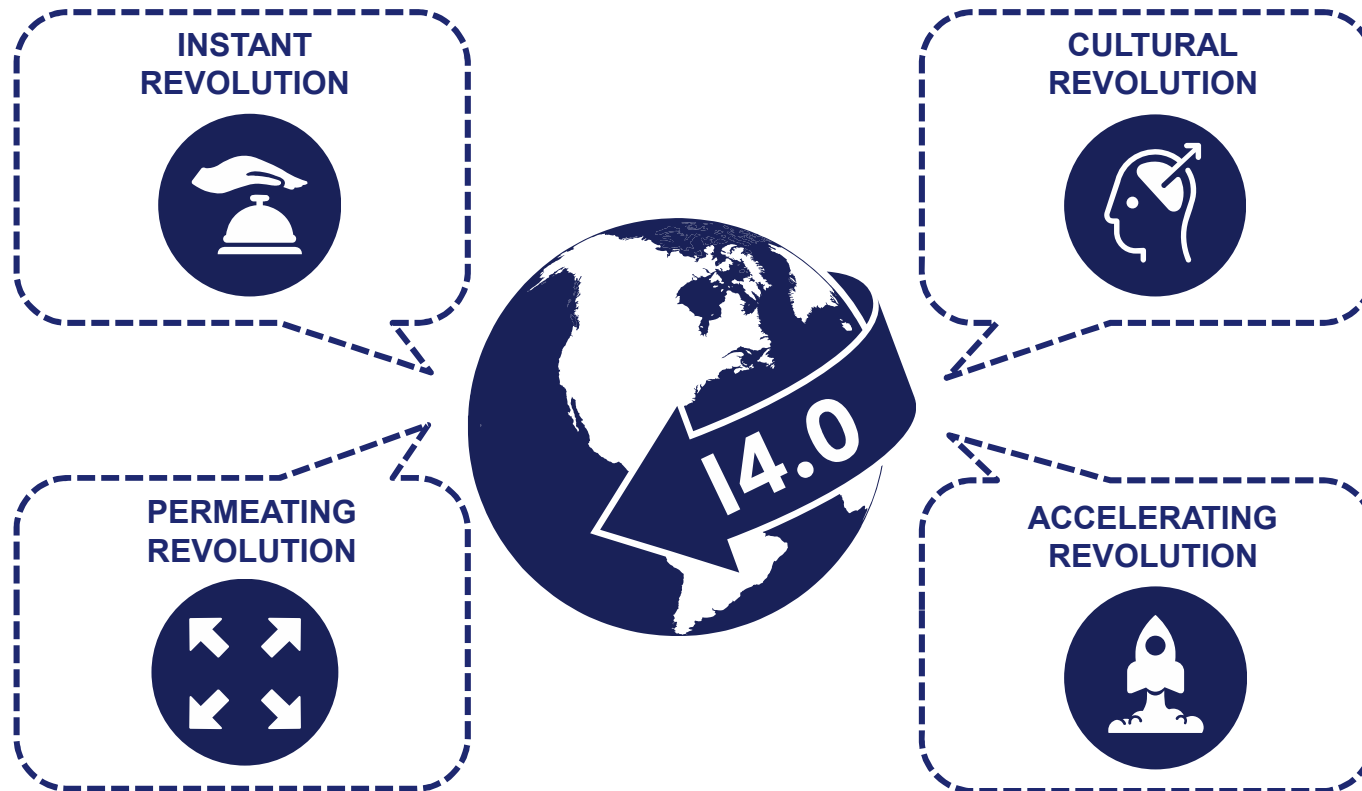 INSTANT
REVOLUTION
CULTURAL
REVOLUTION
I4.0
PERMEATING
REVOLUTION
ACCELERATING
REVOLUTION